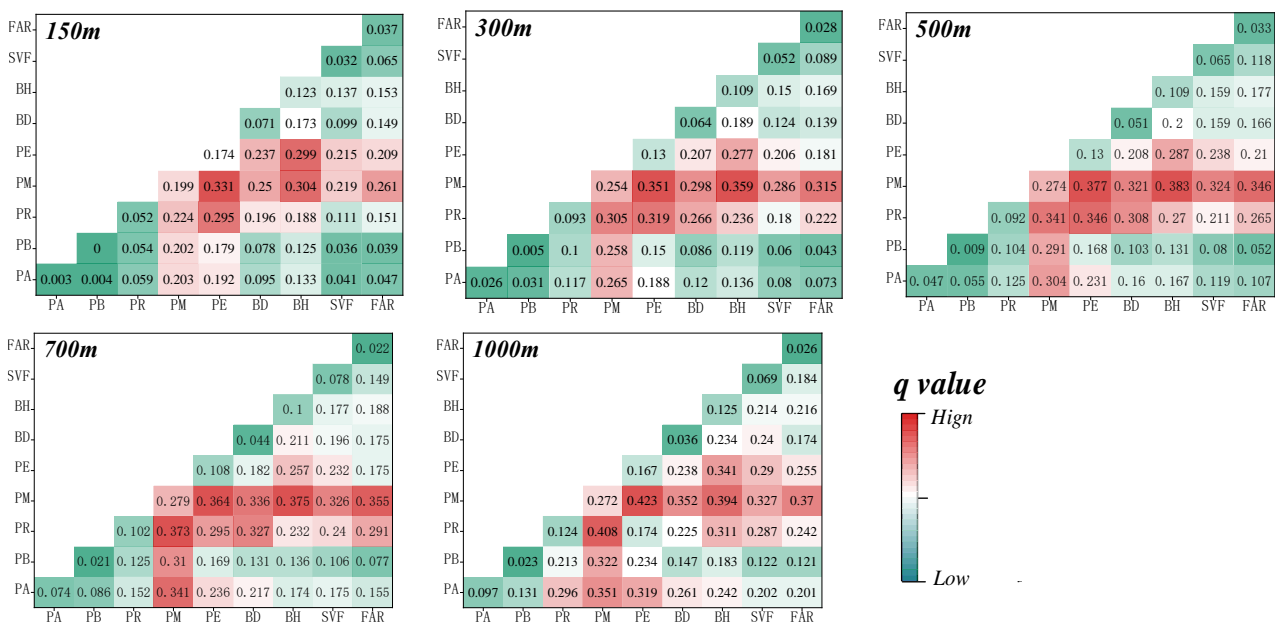 150m
FAR 0.037
SVF 0.032 0.065
BH 0.123 0.137 0.153
BD 0.071 0.173 0.099 0.149
PE 0.174 0.237 0.299 0.215 0.209
PM 0.199 0.331 0.25 0.304 0.219 0.261
PR 0.052 0.224 0.295 0.196 0.188 0.111 0.151
PB 0 0.054 0.202 0.179 0.078 0.125 0.036 0.039
PA 0.003 0.004 0.059 0.203 0.192 0.095 0.133 0.041 0.047
PA PB PR PM PE BD BH SVF FAR
300m
FAR 0.028
SVF 0.052 0.089
BH 0.109 0.15 0.169
BD 0.064 0.189 0.124 0.139
PE 0.13 0.207 0.277 0.206 0.181
PM 0.254 0.351 0.298 0.359 0.286 0.315
PR 0.093 0.305 0.319 0.266 0.236 0.18 0.222
PB 0.005 0.1 0.258 0.15 0.086 0.119 0.06 0.043
PA 0.026 0.031 0.117 0.265 0.188 0.12 0.136 0.08 0.073
PA PB PR PM PE BD BH SVF FAR
500m
FAR 0.033
SVF 0.065 0.118
BH 0.109 0.159 0.177
BD 0.051 0.2 0.159 0.166
PE 0.13 0.208 0.287 0.238 0.21
PM 0.274 0.377 0.321 0.383 0.324 0.346
PR 0.092 0.341 0.346 0.308 0.27 0.211 0.265
PB 0.009 0.104 0.291 0.168 0.103 0.131 0.08 0.052
PA 0.047 0.055 0.125 0.304 0.231 0.16 0.167 0.119 0.107
PA PB PR PM PE BD BH SVF FAR
700m
FAR 0.022
SVF 0.078 0.149
BH 0.1 0.177 0.188
BD 0.044 0.211 0.196 0.175
PE 0.108 0.182 0.257 0.232 0.175
PM 0.279 0.364 0.336 0.375 0.326 0.355
PR 0.102 0.373 0.295 0.327 0.232 0.24 0.291
PB 0.021 0.125 0.31 0.169 0.131 0.136 0.106 0.077
PA 0.074 0.086 0.152 0.341 0.236 0.217 0.174 0.175 0.155
PA PB PR PM PE BD BH SVF FAR
1000m
FAR 0.026
SVF 0.069 0.184
BH 0.125 0.214 0.216
BD 0.036 0.234 0.24 0.174
PE 0.167 0.238 0.341 0.29 0.255
PM 0.272 0.423 0.352 0.394 0.327 0.37
PR 0.124 0.408 0.174 0.225 0.311 0.287 0.242
PB 0.023 0.213 0.322 0.234 0.147 0.183 0.122 0.121
PA 0.097 0.131 0.296 0.351 0.319 0.261 0.242 0.202 0.201
PA PB PR PM PE BD BH SVF FAR
q value
Hign
Low